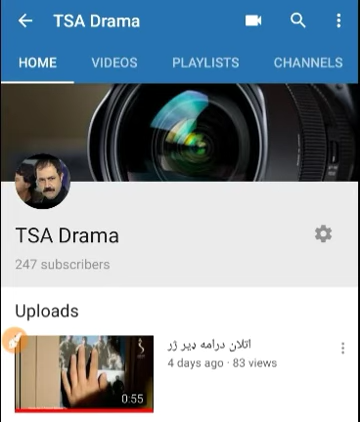 TSA Drama
HOME VIDEOS PLAYLISTS CHANNELS
TSA Drama
247 subscribers
Uploads
اتلان درامه ډیر ژر
4 days ago · 83 views
0:55